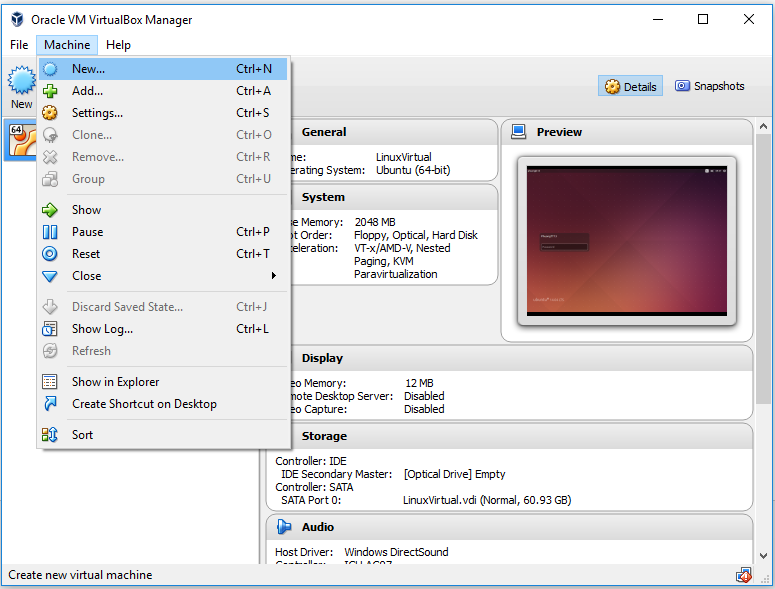 Oracle VM VirtualBox Manager
File Machine Help
New... Ctrl+N
Add... Ctrl+A
Settings... Ctrl+S
Clone... Ctrl+O
Remove... Ctrl+R
Group Ctrl+U
Show
Pause Ctrl+P
Reset Ctrl+T
Close
Discard Saved State... Ctrl+J
Show Log... Ctrl+L
Refresh
Show in Explorer
Create Shortcut on Desktop
Sort
New
64
Details Snapshots
General
me: LinuxVirtual
erating System: Ubuntu (64-bit)
System
se Memory: 2048 MB
ot Order: Floppy, Optical, Hard Disk
celeration: VT-x/AMD-V, Nested
Paging, KVM
Paravirtualization
Preview
Display
eo Memory: 12 MB
mote Desktop Server: Disabled
eo Capture: Disabled
Storage
Controller: IDE
IDE Secondary Master: [Optical Drive] Empty
Controller: SATA
SATA Port 0: LinuxVirtual.vdi (Normal, 60.93 GB)
Audio
Host Driver: Windows DirectSound
Controller: ICH AC97
Create new virtual machine